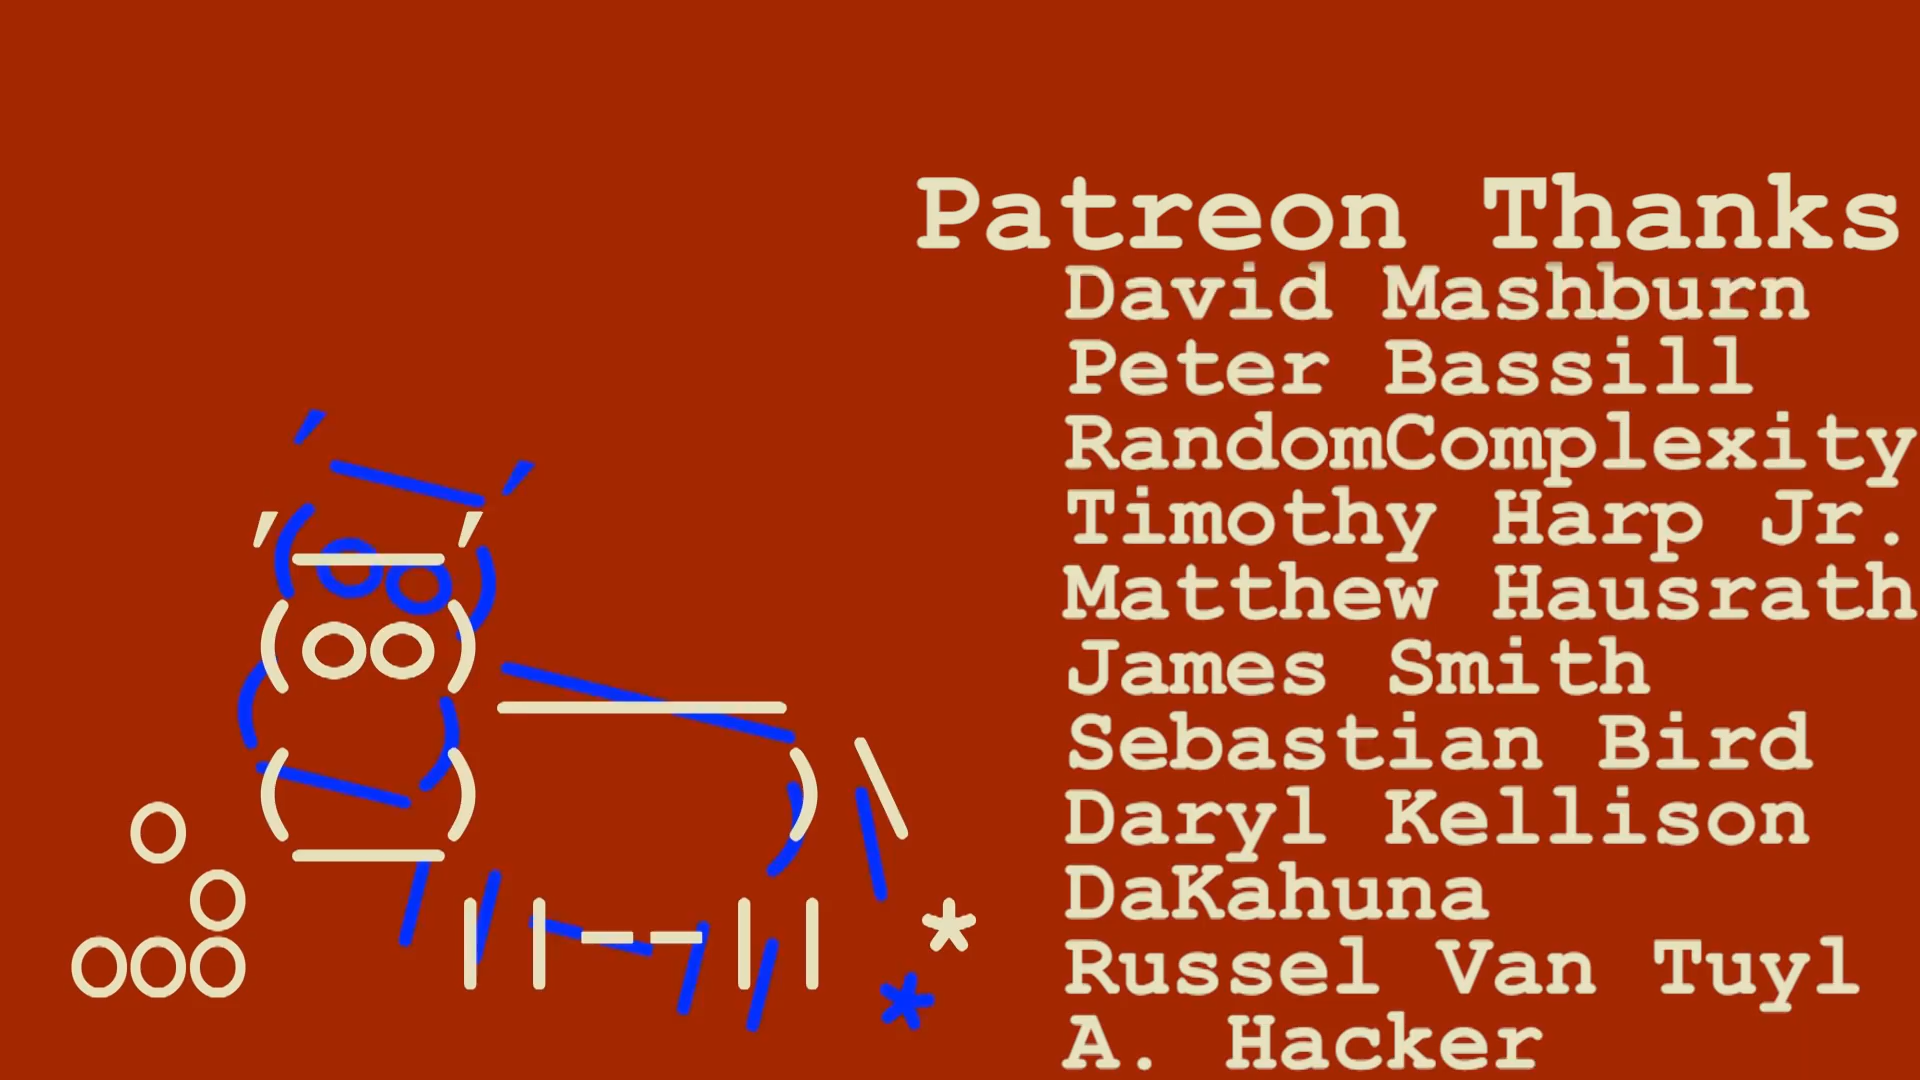 Patreon Thanks
David Mashburn
Peter Bassill
RandomComplexity
Timothy Harp Jr.
Matthew Hausrath
James Smith
Sebastian Bird
Daryl Kellison
DaKahuna
Russel Van Tuyl
A. Hacker